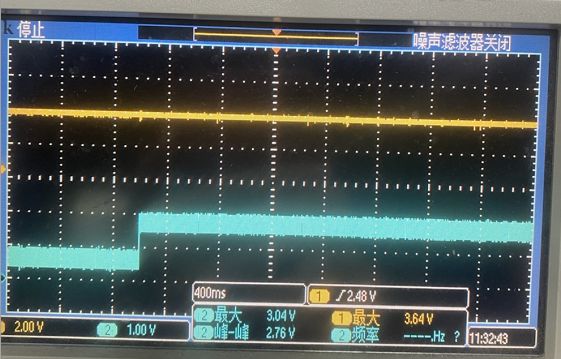 k 停止
噪声滤波器关闭
400ms
1 ∫2.48 V
2 最大 3.04 V
1 最大 3.64 V
2 峰-峰 2.76 V
2 频率 ----.Hz ?
2.00 V
2 1.00 V
11:32:43